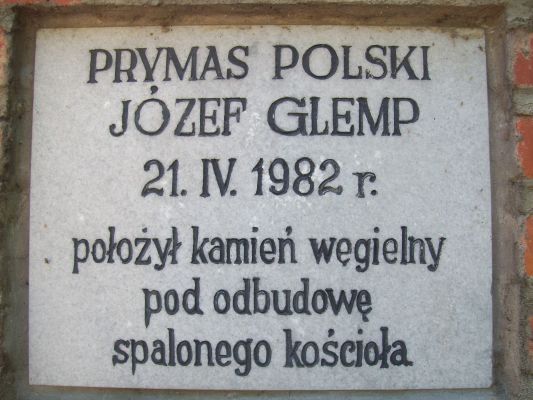 PRYMAS POLSKI
JÓZEF GLEMP
21. IV. 1982 r.
położył kamień węgielny
pod odbudowę
spalonego kościoła